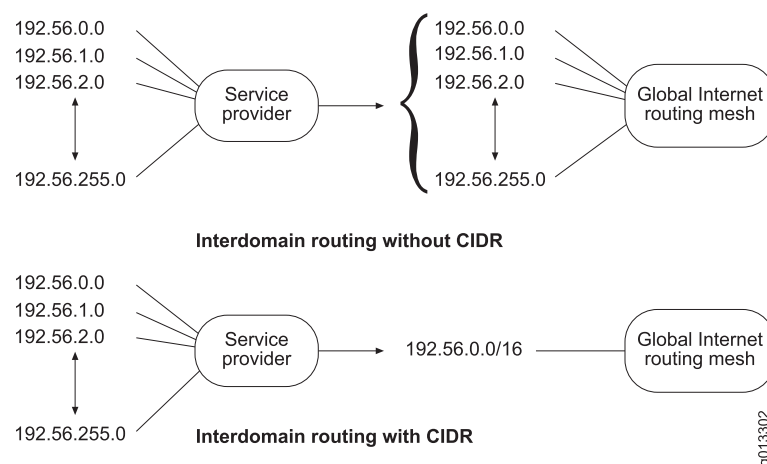 192.56.0.0
192.56.1.0
192.56.2.0
192.56.255.0
Service
provider
192.56.0.0
192.56.1.0
192.56.2.0
192.56.255.0
Global Internet
routing mesh
Interdomain routing without CIDR
192.56.0.0
192.56.1.0
192.56.2.0
192.56.255.0
Service
provider
192.56.0.0/16
Global Internet
routing mesh
Interdomain routing with CIDR
g013302